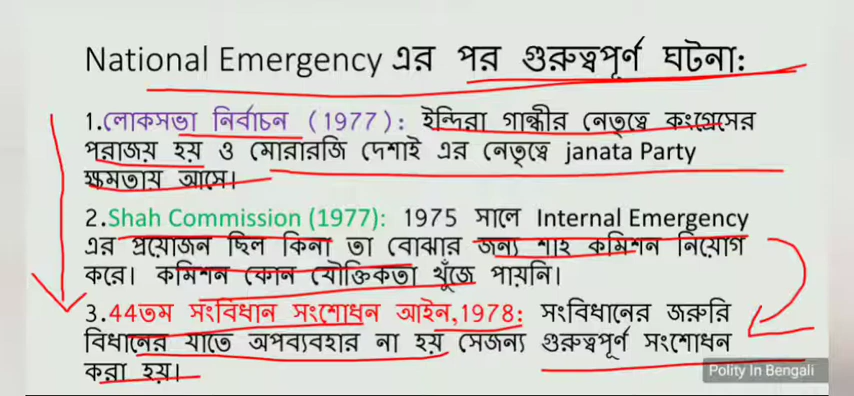 National Emergency এর পর গুরুত্বপূর্ণ ঘটনা:
1.লোকসভা নির্বাচন (1977): ইন্দিরা গান্ধীর নেতৃত্বে কংগ্রেসের
পরাজয় হয় ও মোরারজি দেশাই এর নেতৃত্বে janata Party
ক্ষমতায় আসে।
2.Shah Commission (1977): 1975 সালে Internal Emergency
এর প্রয়োজন ছিল কিনা তা বোঝার জন্য শাহ কমিশন নিয়োগ
করে। কমিশন কোন যৌক্তিকতা খুঁজে পায়নি।
3.44তম সংবিধান সংশোধন আইন,1978: সংবিধানের জরুরি
বিধানের যাতে অপব্যবহার না হয় সেজন্য গুরুত্বপূর্ণ সংশোধন
করা হয়।
Polity In Bengali